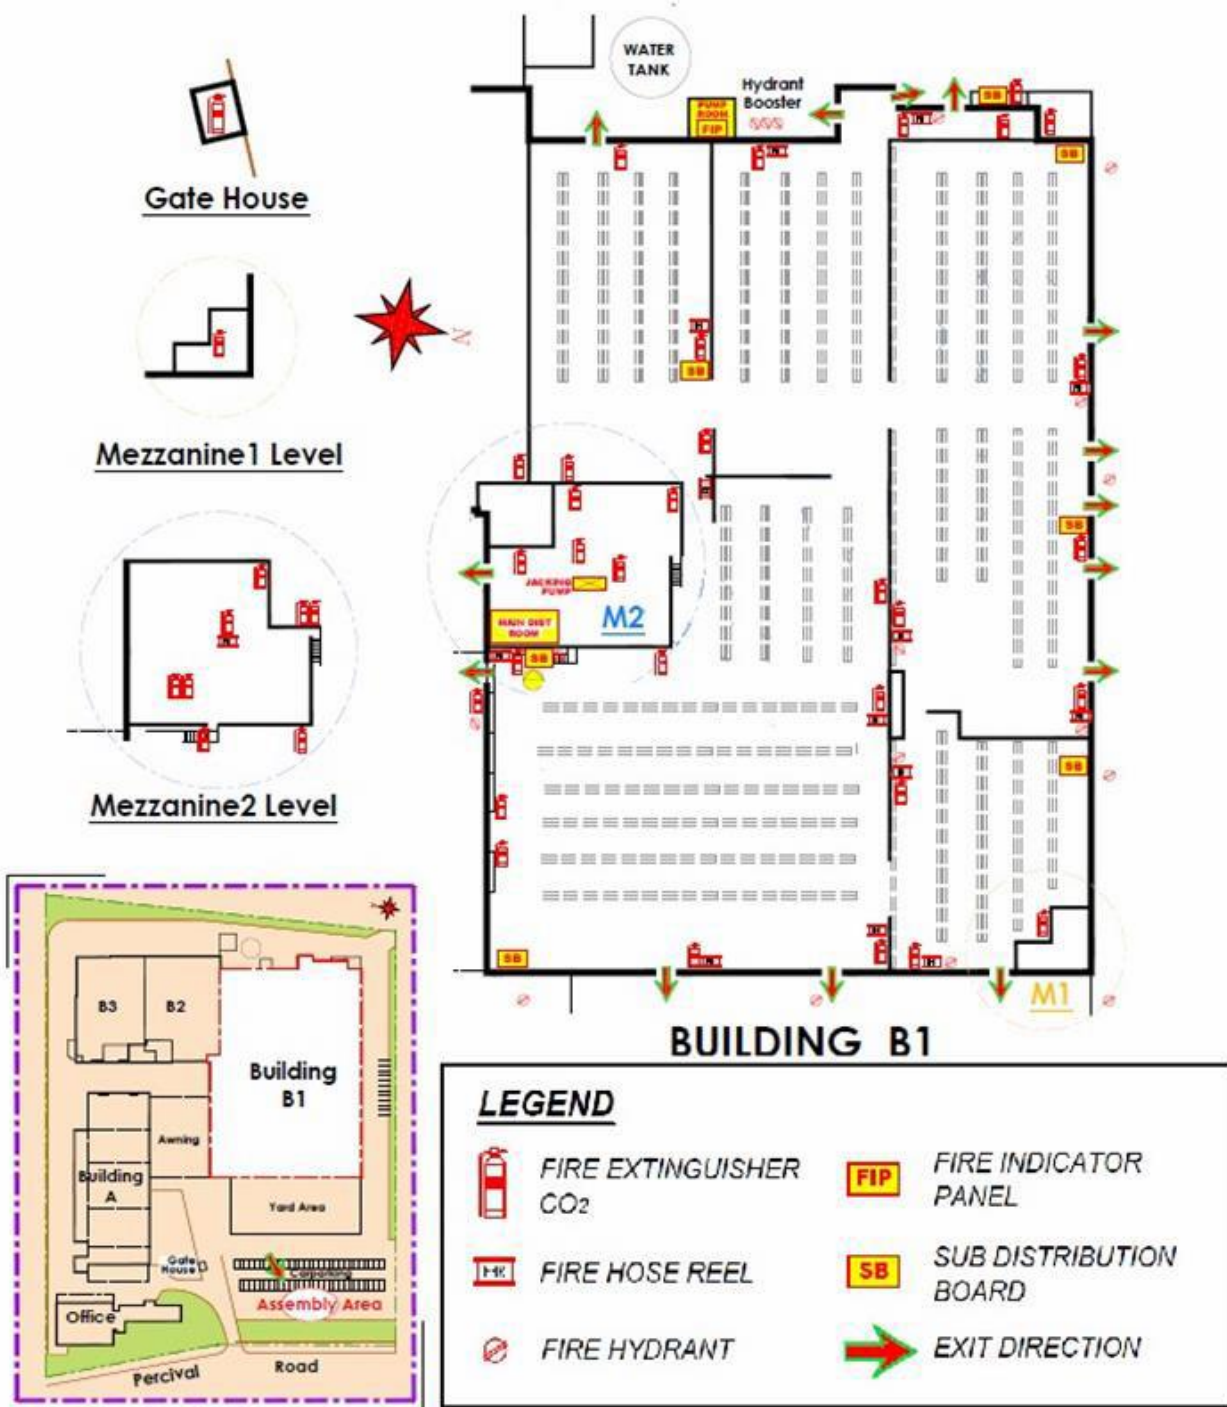 WATER
TANK
Hydrant
Booster
PUMP
ROOM
FIP
SB
SB
Gate House
N
Mezzanine1 Level
SB
SB
JACKING
PUMP
MAIN DIST
ROOM
M2
SB
Mezzanine2 Level
SB
SB
M1
BUILDING B1
B3
B2
Building
B1
Awning
Building
A
Yard Area
Gate
House
Carparking
Assembly Area
Office
Percival
Road
LEGEND
FIRE EXTINGUISHER
CO2
FIP
FIRE INDICATOR
PANEL
HR
FIRE HOSE REEL
SB
SUB DISTRIBUTION
BOARD
FIRE HYDRANT
EXIT DIRECTION